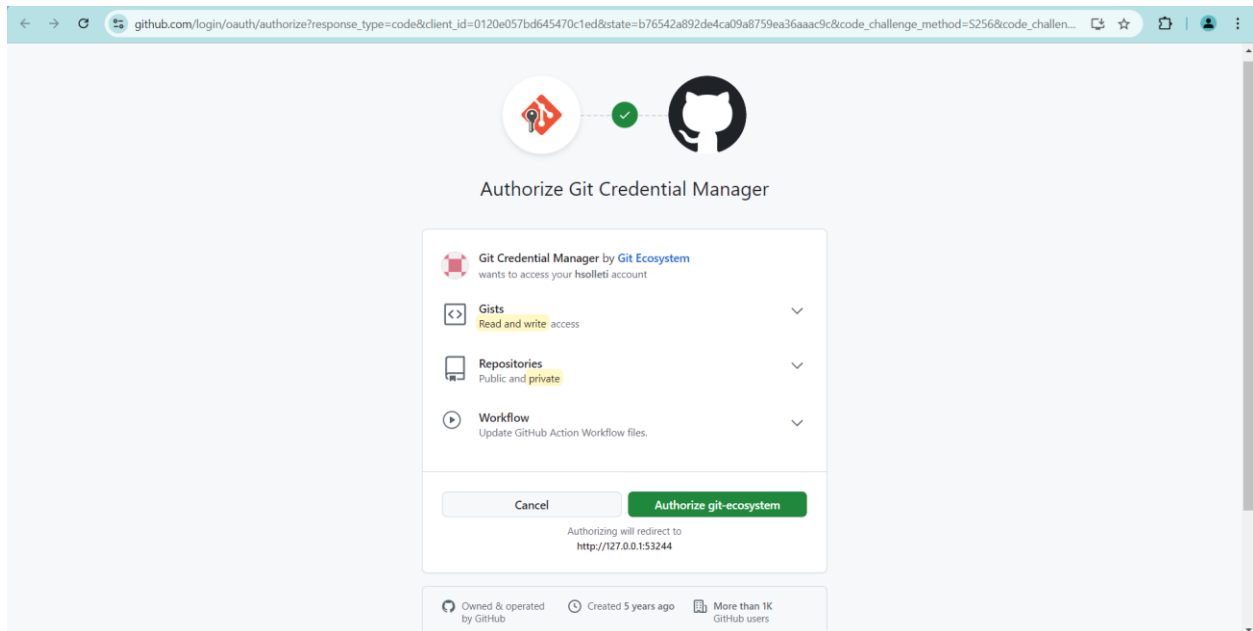 github.com/login/oauth/authorize?response_type=code&client_id=0120e057bd645470c1ed&state=b76542a892de4ca09a8759ea36aaac9c&code_challenge_method=S256&code_challen...
Authorize Git Credential Manager
Git Credential Manager by Git Ecosystem
wants to access your hsolleti account
Gists
Read and write access
Repositories
Public and private
Workflow
Update GitHub Action Workflow files.
Cancel
Authorize git-ecosystem
Authorizing will redirect to
http://127.0.0.1:53244
Owned & operated
by GitHub
Created 5 years ago
More than 1K
GitHub users